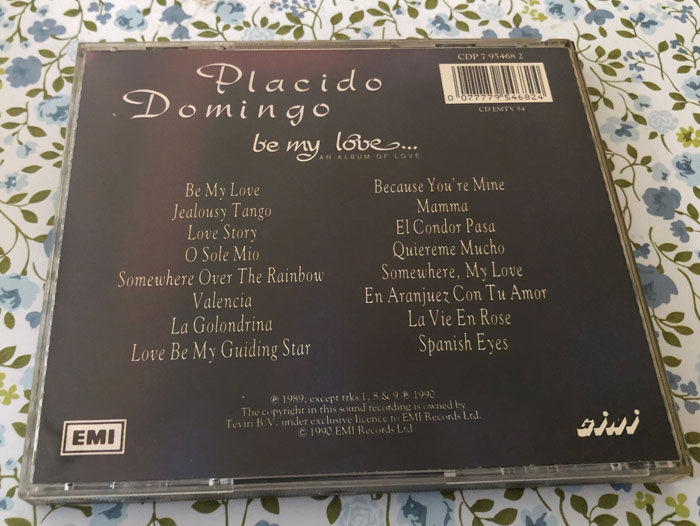 Placido
Domingo
be my love...
AN ALBUM OF LOVE
CDP 7 95468 2
0 077779 546824
CD EMTV 54
Be My Love
Jealousy Tango
Love Story
O Sole Mio
Somewhere Over The Rainbow
Valencia
La Golondrina
Love Be My Guiding Star
Because You're Mine
Mamma
El Condor Pasa
Quiereme Mucho
Somewhere, My Love
En Aranjuez Con Tu Amor
La Vie En Rose
Spanish Eyes
℗ 1989; except trks 1, 8 & 9 ℗ 1990
The copyright in this sound recording is owned by
Teviri B.V. under exclusive licence to EMI Records Ltd.
© 1990 EMI Records Ltd
EMI